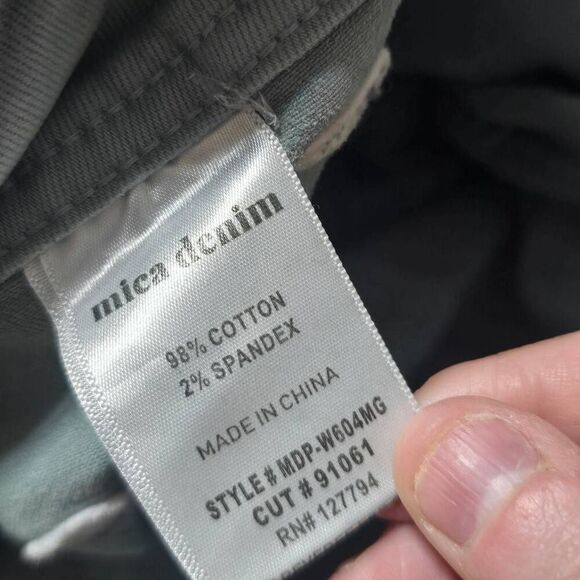 mica denim
98% COTTON
2% SPANDEX
MADE IN CHINA
STYLE # MDP-W604MG
CUT # 91061
RN# 127794